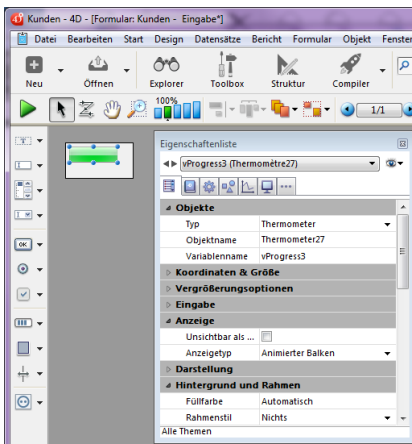 Kunden - 4D - [Formular: Kunden - Eingabe*]
Datei Bearbeiten Start Design Datensätze Bericht Formular Objekt Fenster
Neu Öffnen Explorer Toolbox Struktur Compiler
100%
1/1
Eigenschaftenliste
vProgress3 (Thermomètre27)
Objekte
Typ Thermometer
Objektname Thermometer27
Variablenname vProgress3
Koordinaten & Größe
Vergrößerungsoptionen
Eingabe
Anzeige
Unsichtbar als ...
Anzeigetyp Animierter Balken
Darstellung
Hintergrund und Rahmen
Füllfarbe Automatisch
Rahmenstil Nichts
Alle Themen
OK